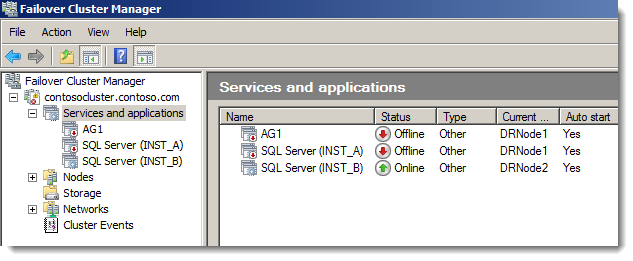 Failover Cluster Manager
File Action View Help
Failover Cluster Manager
contosocluster.contoso.com
Services and applications
AG1
SQL Server (INST_A)
SQL Server (INST_B)
Nodes
Storage
Networks
Cluster Events
Services and applications
Name Status Type Current ... Auto start
AG1 Offline Other DRNode1 Yes
SQL Server (INST_A) Offline Other DRNode1 Yes
SQL Server (INST_B) Online Other DRNode2 Yes